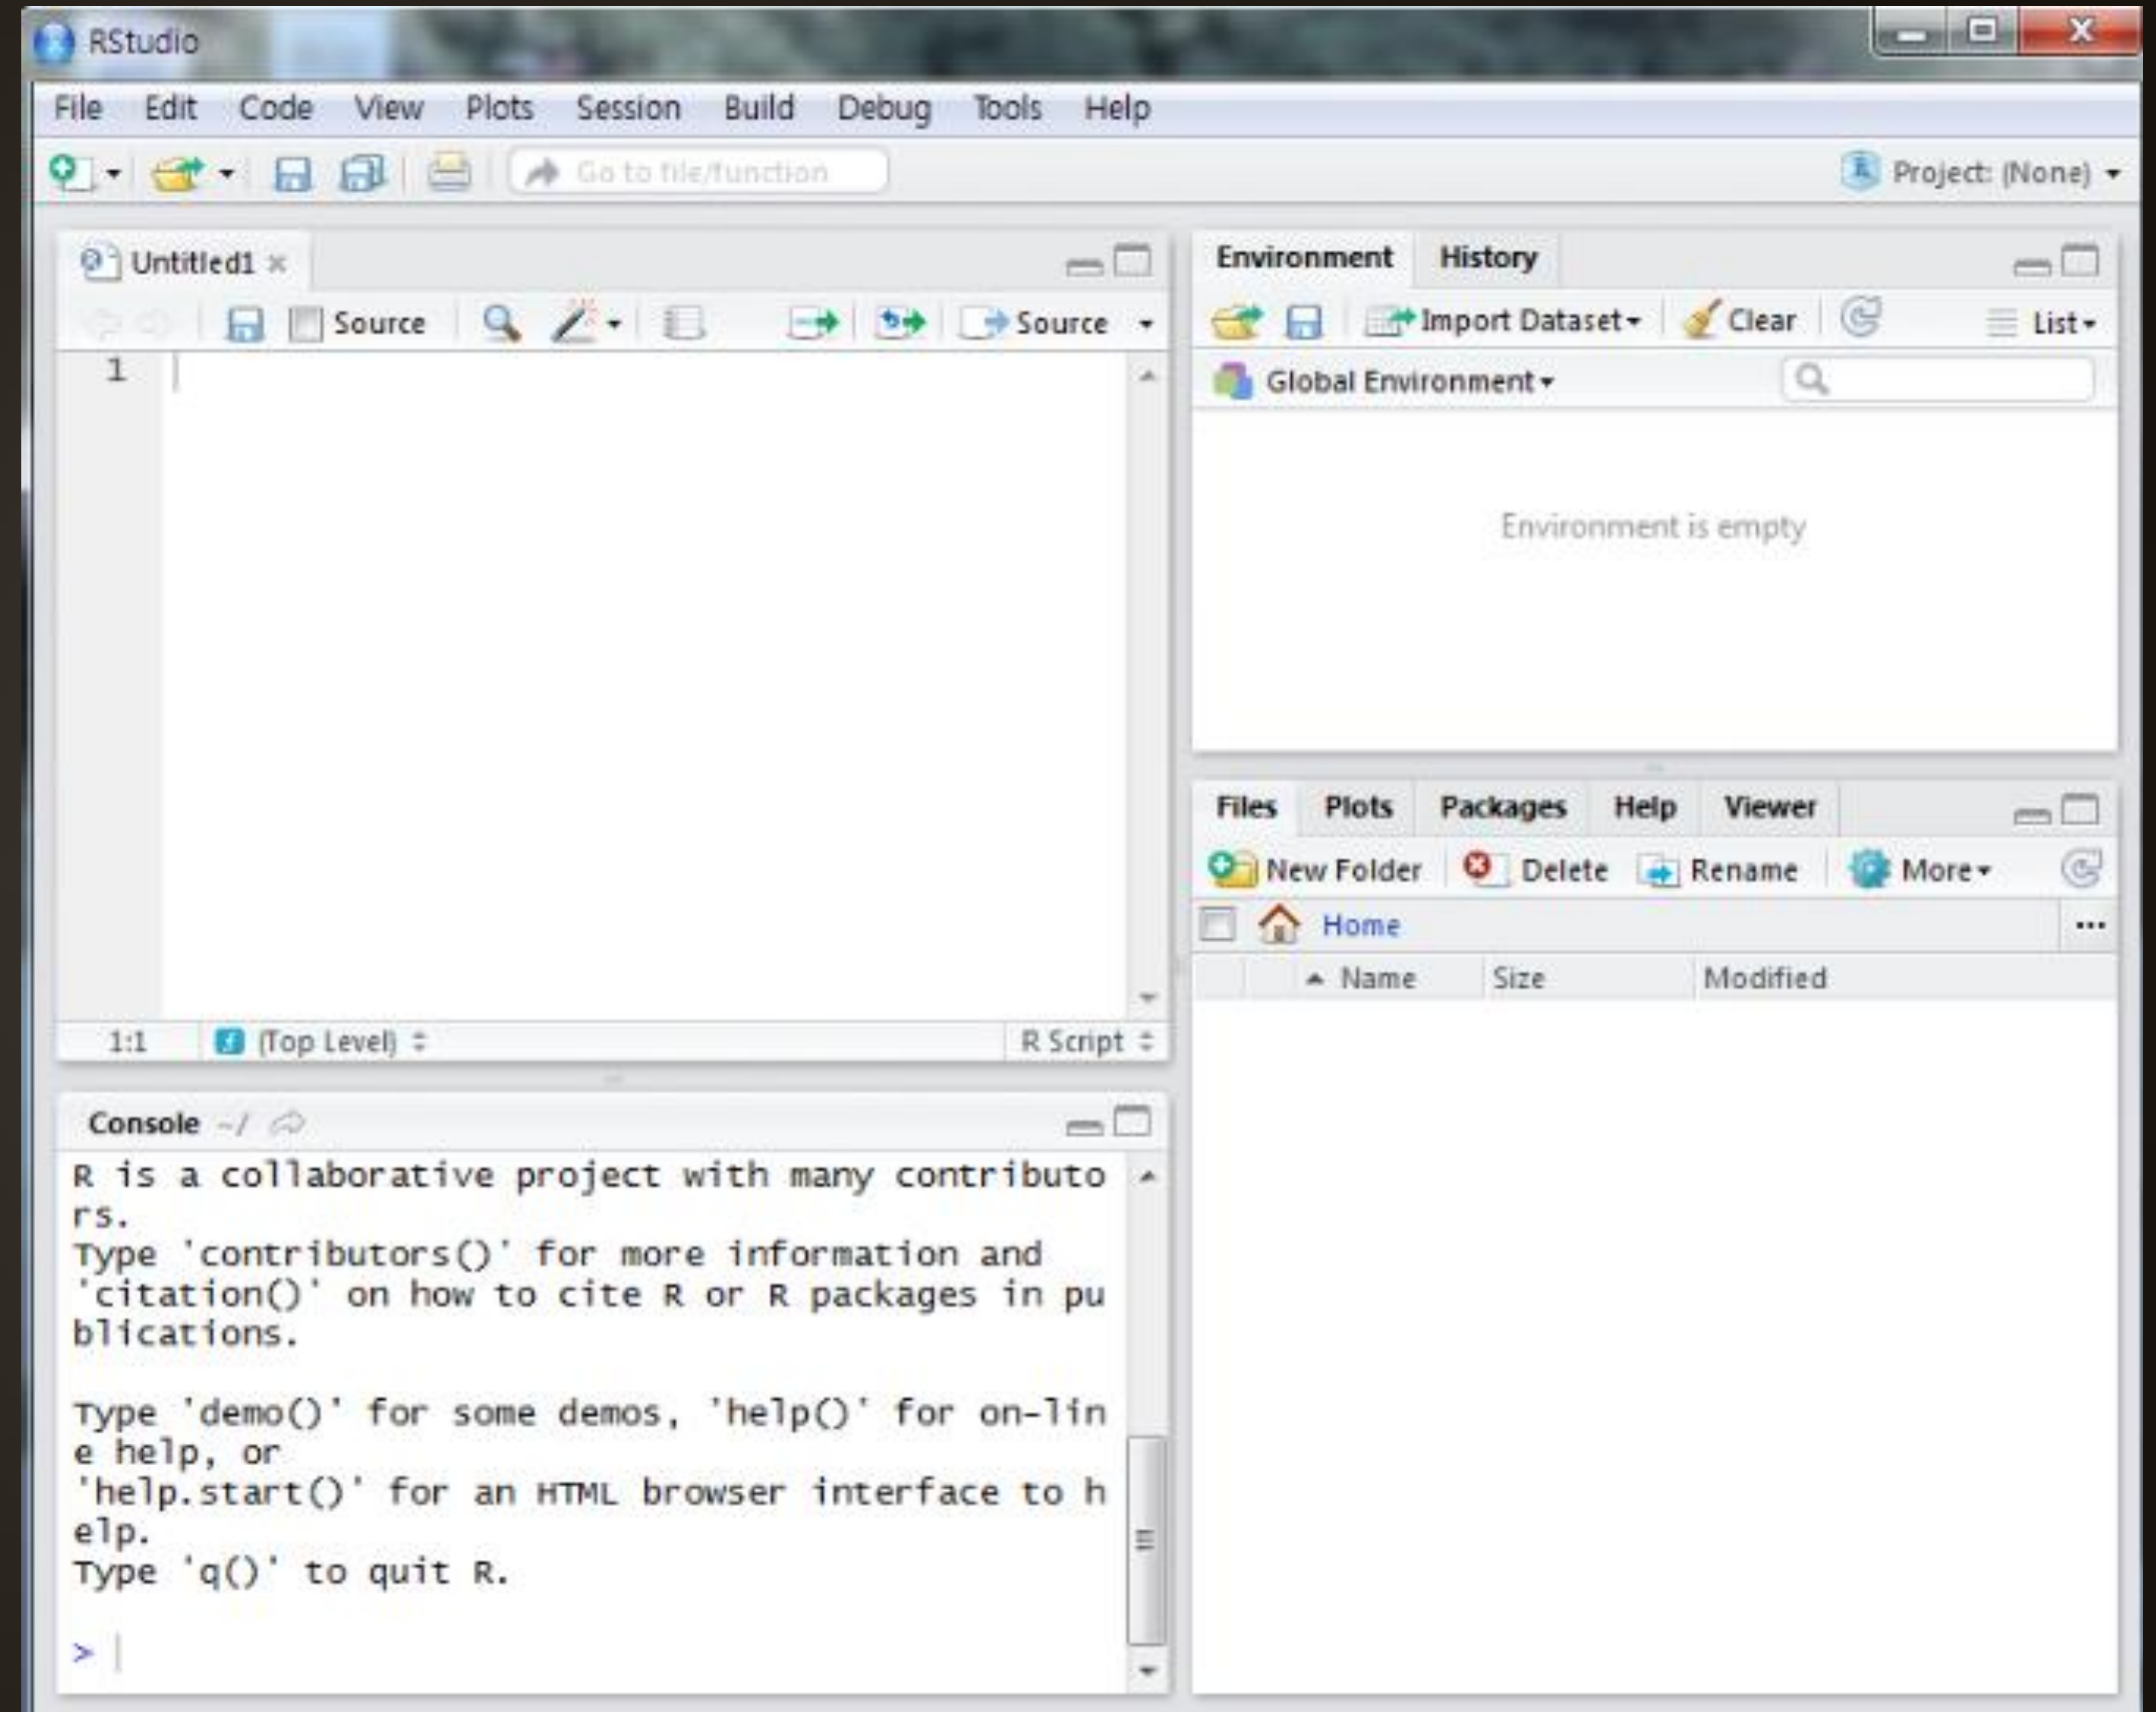 RStudio
File Edit Code View Plots Session Build Debug Tools Help
Go to file/function
Project: (None)
Untitled1
Source
Source
1
1:1
(Top Level)
R Script
Console ~/
R is a collaborative project with many contributo
rs.
Type 'contributors()' for more information and
'citation()' on how to cite R or R packages in pu
blications.
Type 'demo()' for some demos, 'help()' for on-lin
e help, or
'help.start()' for an HTML browser interface to h
elp.
Type 'q()' to quit R.
>
Environment History
Import Dataset Clear List
Global Environment
Environment is empty
Files Plots Packages Help Viewer
New Folder Delete Rename More
Home ...
Name Size Modified